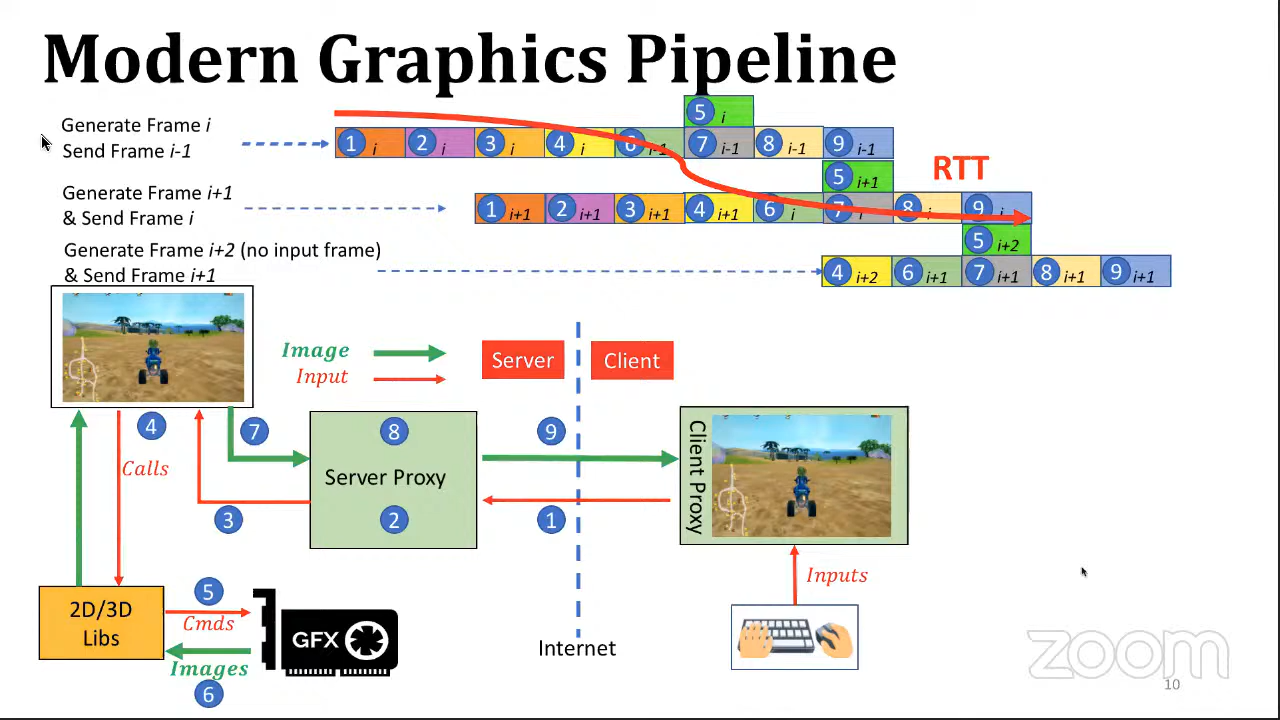 Modern Graphics Pipeline
Generate Frame i
Send Frame i-1
5 i
1 i 2 i 3 i 4 i 6 i-1 7 i-1 8 i-1 9 i-1
RTT
Generate Frame i+1
& Send Frame i
5 i+1
1 i+1 2 i+1 3 i+1 4 i+1 6 i 7 i 8 i 9 i
Generate Frame i+2 (no input frame)
& Send Frame i+1
5 i+2
4 i+2 6 i+1 7 i+1 8 i+1 9 i+1
Image
Input
Server
Client
4
7
8
9
Calls
Server Proxy
Client Proxy
3
2
1
Inputs
2D/3D
Libs
5
Cmds
GFX
Images
6
Internet
zoom
10